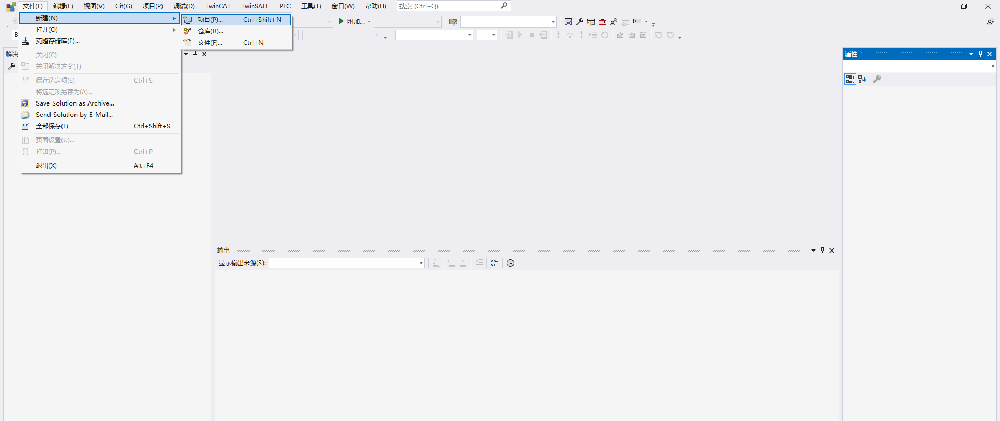 文件(F) 编辑(E) 视图(V) Git(G) 项目(P) 调试(D) TwinCAT TwinSAFE PLC 工具(T) 窗口(W) 帮助(H) 搜索 (Ctrl+Q)
新建(N)
项目(P)... Ctrl+Shift+N
附加...
打开(O)
仓库(R)...
B
克隆存储库(E)...
文件(F)... Ctrl+N
解决
关闭(C)
属性
关闭解决方案(T)
保存选定项(S) Ctrl+S
将选定项另存为(A)...
Save Solution as Archive...
Send Solution by E-Mail...
全部保存(L) Ctrl+Shift+S
页面设置(U)...
打印(P)... Ctrl+P
退出(X) Alt+F4
输出
显示输出来源(S):